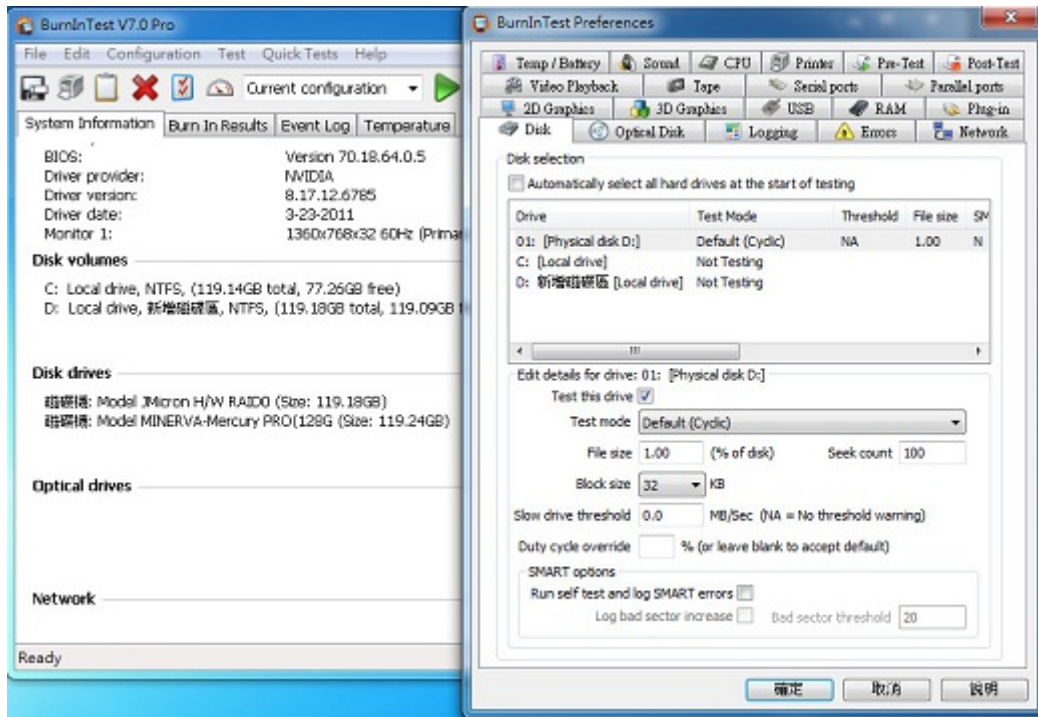 BurnInTest V7.0 Pro
File Edit Configuration Test Quick Tests Help
Current configuration
System Information Burn In Results Event Log Temperature
BIOS: Version 70.18.64.0.5
Driver provider: NVIDIA
Driver version: 8.17.12.6785
Driver date: 3-23-2011
Monitor 1: 1360x768x32 60Hz (Primar
Disk volumes
C: Local drive, NTFS, (119.14GB total, 77.26GB free)
D: Local drive, 新增磁碟區, NTFS, (119.18GB total, 119.09GB
Disk drives
磁碟機: Model JMicron H/W RAID0 (Size: 119.18GB)
磁碟機: Model MINERVA-Mercury PRO(128G (Size: 119.24GB)
Optical drives
Network
Ready
BurnInTest Preferences
Temp / Battery Sound CPU Printer Pre-Test Post-Test
Video Playback Tape Serial ports Parallel ports
2D Graphics 3D Graphics USB RAM Plug-in
Disk Optical Disk Logging Errors Network
Disk selection
Automatically select all hard drives at the start of testing
Drive Test Mode Threshold File size SM
01: [Physical disk D:] Default (Cyclic) NA 1.00 N
C: [Local drive] Not Testing
D: 新增磁碟區 [Local drive] Not Testing
Edit details for drive: 01: [Physical disk D:]
Test this drive
Test mode Default (Cyclic)
File size 1.00 (% of disk) Seek count 100
Block size 32 KB
Slow drive threshold 0.0 MB/Sec (NA = No threshold warning)
Duty cycle override % (or leave blank to accept default)
SMART options
Run self test and log SMART errors
Log bad sector increase Bad sector threshold 20
確定 取消 說明